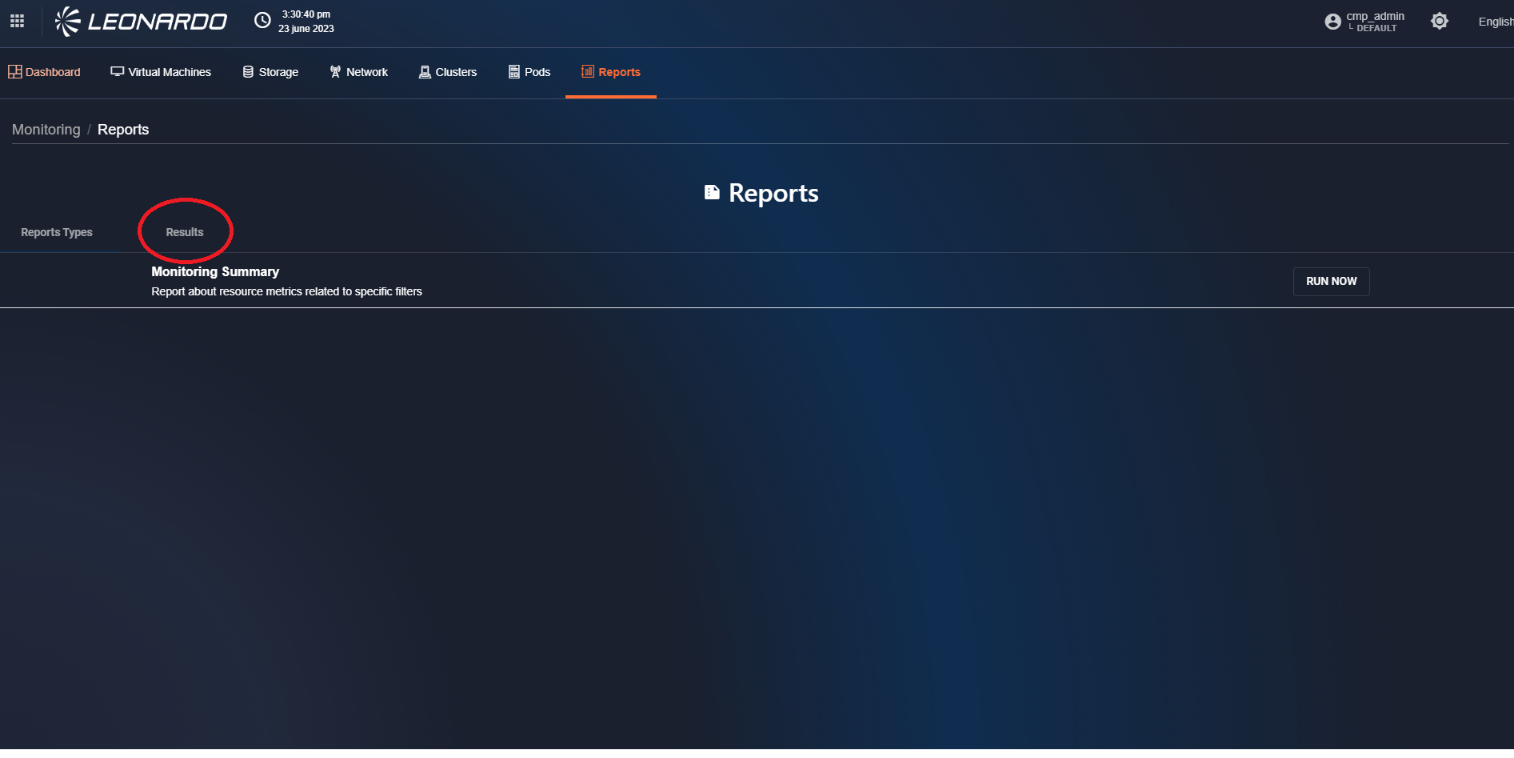 LEONARDO
3:30:40 pm
23 june 2023
cmp_admin
DEFAULT
English
Dashboard
Virtual Machines
Storage
Network
Clusters
Pods
Reports
Monitoring / Reports
Reports
Reports Types
Results
Monitoring Summary
Report about resource metrics related to specific filters
RUN NOW